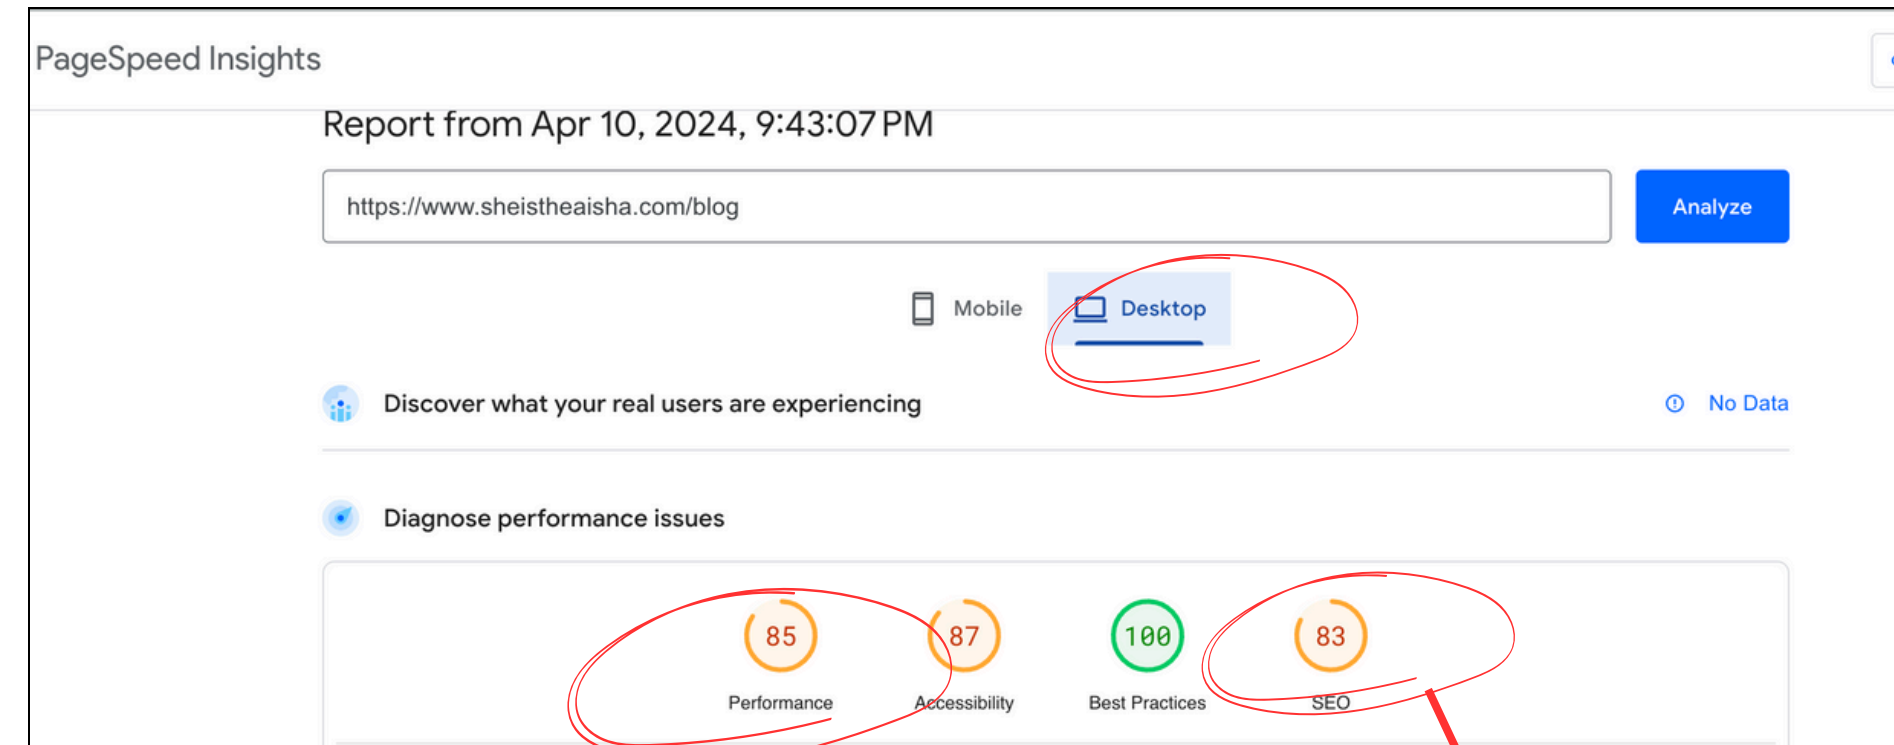 PageSpeed Insights
Report from Apr 10, 2024, 9:43:07 PM
https://www.sheistheaisha.com/blog
Analyze
Mobile
Desktop
Discover what your real users are experiencing
No Data
Diagnose performance issues
85
87
100
83
Performance
Accessibility
Best Practices
SEO